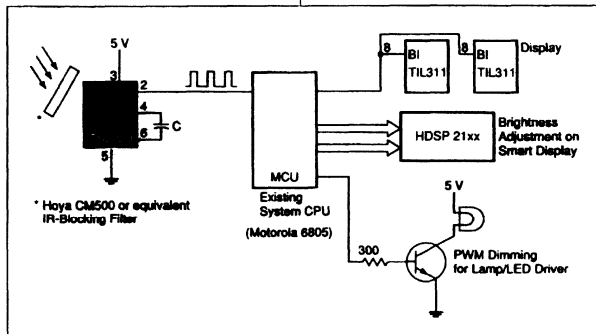 5 V
3
2
4
C
6
5
*
* Hoya CM500 or equivalent
IR-Blocking Filter
MCU
Existing
System CPU
(Motorola 6805)
8
BI
TIL311
8
BI
TIL311
Display
HDSP 21xx
Brightness
Adjustment on
Smart Display
5 V
300
PWM Dimming
for Lamp/LED Driver